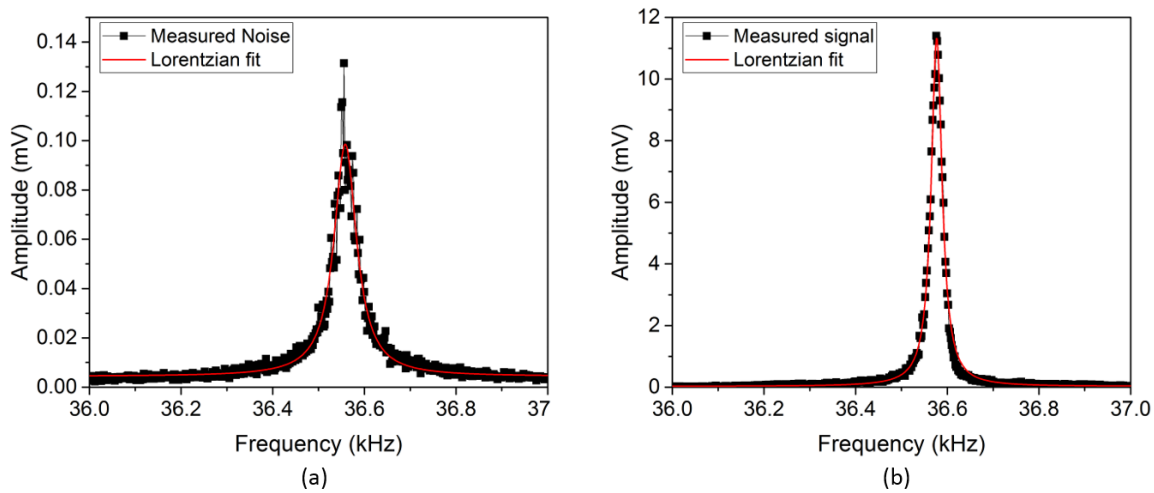 Measured Noise
Lorentzian fit
Amplitude (mV)
0.14
0.12
0.10
0.08
0.06
0.04
0.02
0.00
36.0
36.2
36.5
36.6
36.8
37
Frequency (kHz)
(a)
Measured signal
Lorentzian fit
Amplitude (mV)
12
10
8
6
4
2
0
36.0
36.2
36.5
36.6
36.8
37.0
Frequency (kHz)
(b)